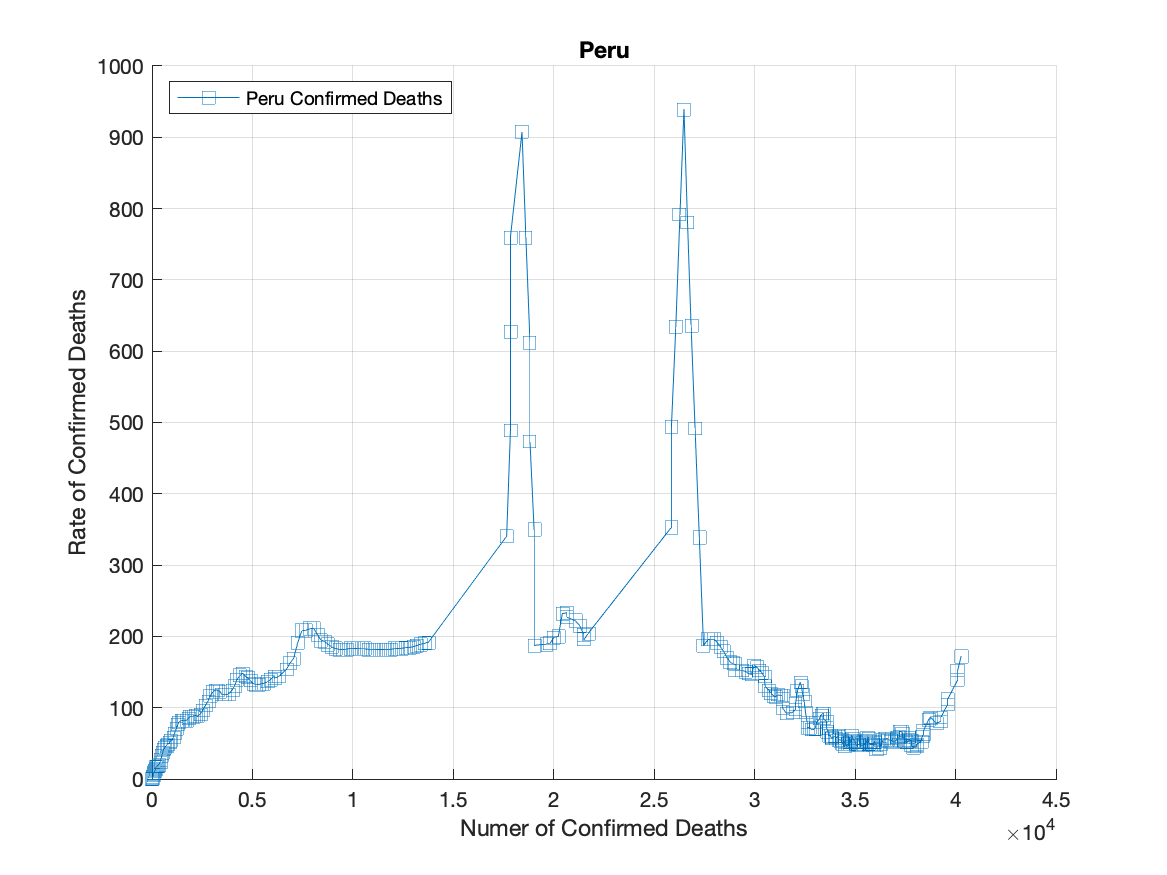 Peru
Peru Confirmed Deaths
1000
900
800
700
600
500
400
300
200
100
0
Rate of Confirmed Deaths
0 0.5 1 1.5 2 2.5 3 3.5 4 4.5
Numer of Confirmed Deaths
×10⁴